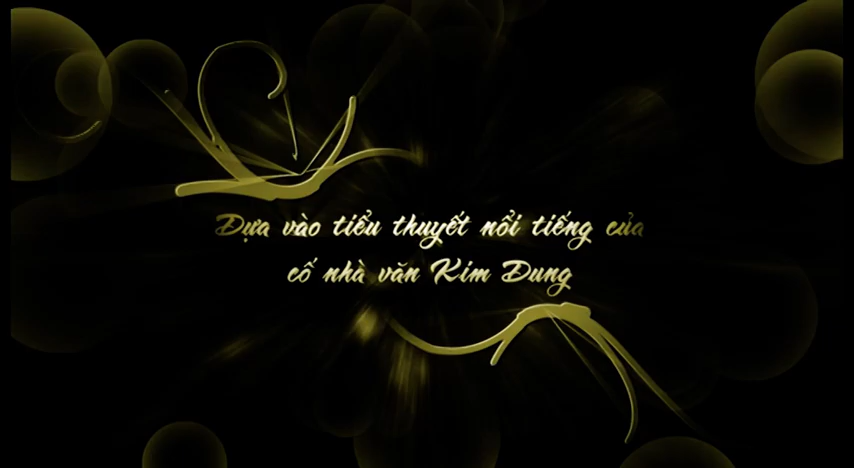 Dựa vào tiểu thuyết nổi tiếng của
cố nhà văn Kim Dung